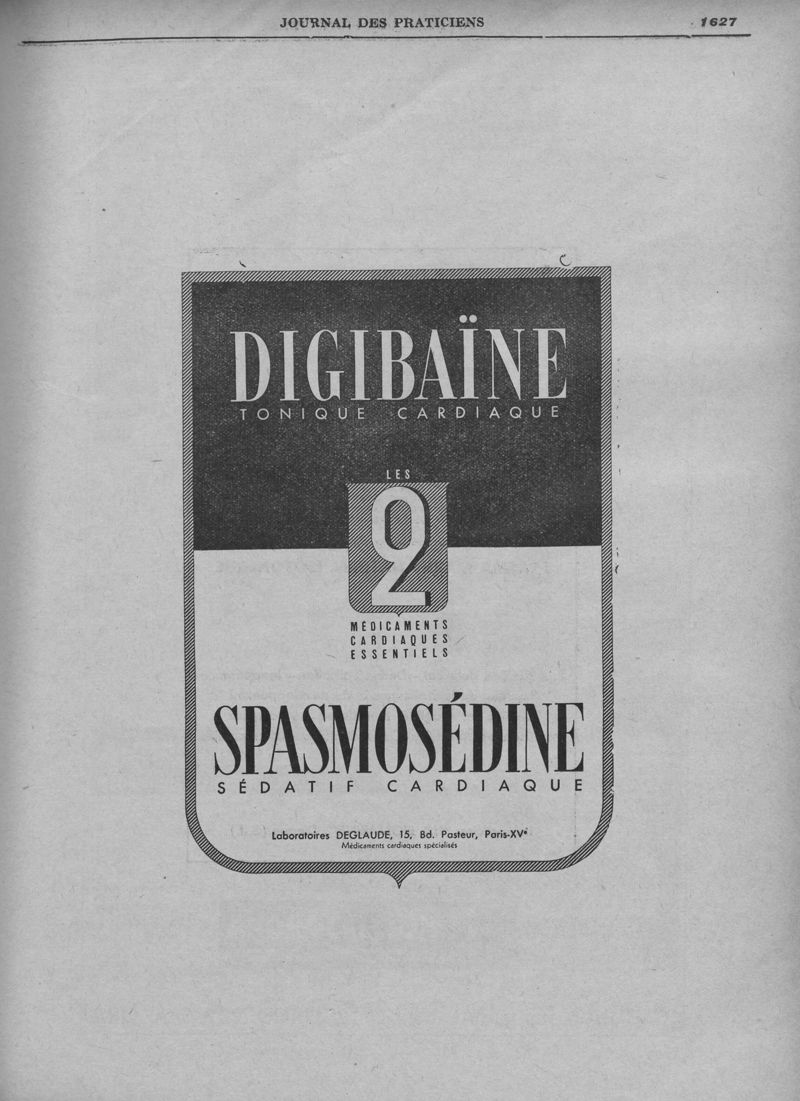 JOURNAL DES PRATICIENS 1627
DIGIBAÏNE
TONIQUE CARDIAQUE
LES
2
MÉDICAMENTS
CARDIAQUES
ESSENTIELS
SPASMOSÉDINE
SÉDATIF CARDIAQUE
Laboratoires DEGLAUDE, 15, Bd. Pasteur, Paris-XVe
Médicaments cardiaques spécialisés